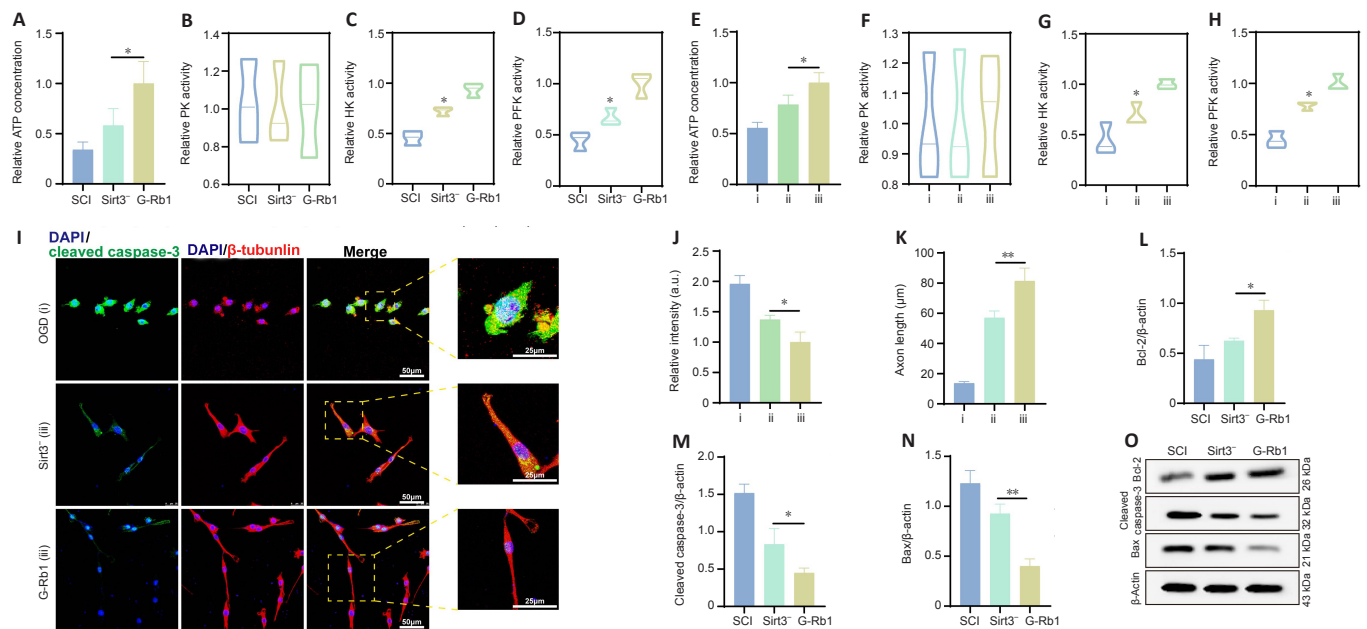 A
Relative ATP concentration
1.5
1.0
0.5
0
*
SCI Sirt3⁻ G-Rb1
B
Relative PK activity
1.4
1.2
1.0
0.8
0.6
SCI Sirt3⁻ G-Rb1
C
Relative HK activity
1.5
1.0
0.5
0
*
SCI Sirt3⁻ G-Rb1
D
Relative PFK activity
1.5
1.0
0.5
0
*
SCI Sirt3⁻ G-Rb1
E
Relative ATP concentration
1.5
1.0
0.5
0
*
i ii iii
F
Relative PK activity
1.3
1.2
1.1
1.0
0.9
0.8
i ii iii
G
Relative HK activity
1.5
1.0
0.5
0
*
i ii iii
H
Relative PFK activity
1.5
1.0
0.5
0
*
i ii iii
I
DAPI/
cleaved caspase-3
DAPI/β-tubunlin
Merge
OGD (i)
50μm
25μm
Sirt3⁻ (iii)
50μm
25μm
G-Rb1 (iii)
50μm
25μm
J
Relative intensity (a.u.)
2.5
2.0
1.5
1.0
0.5
0
*
i ii iii
K
Axon length (μm)
100
80
60
40
20
0
**
i ii iii
L
Bcl-2/β-actin
1.5
1.0
0.5
0
*
SCI Sirt3⁻ G-Rb1
M
Cleaved caspase-3/β-actin
2.0
1.5
1.0
0.5
0
*
SCI Sirt3⁻ G-Rb1
N
Bax/β-actin
1.5
1.0
0.5
0
**
SCI Sirt3⁻ G-Rb1
O
SCI Sirt3⁻ G-Rb1
Bcl-2
26 kDa
Cleaved
caspase-3
32 kDa
Bax
21 kDa
β-Actin
43 kDa